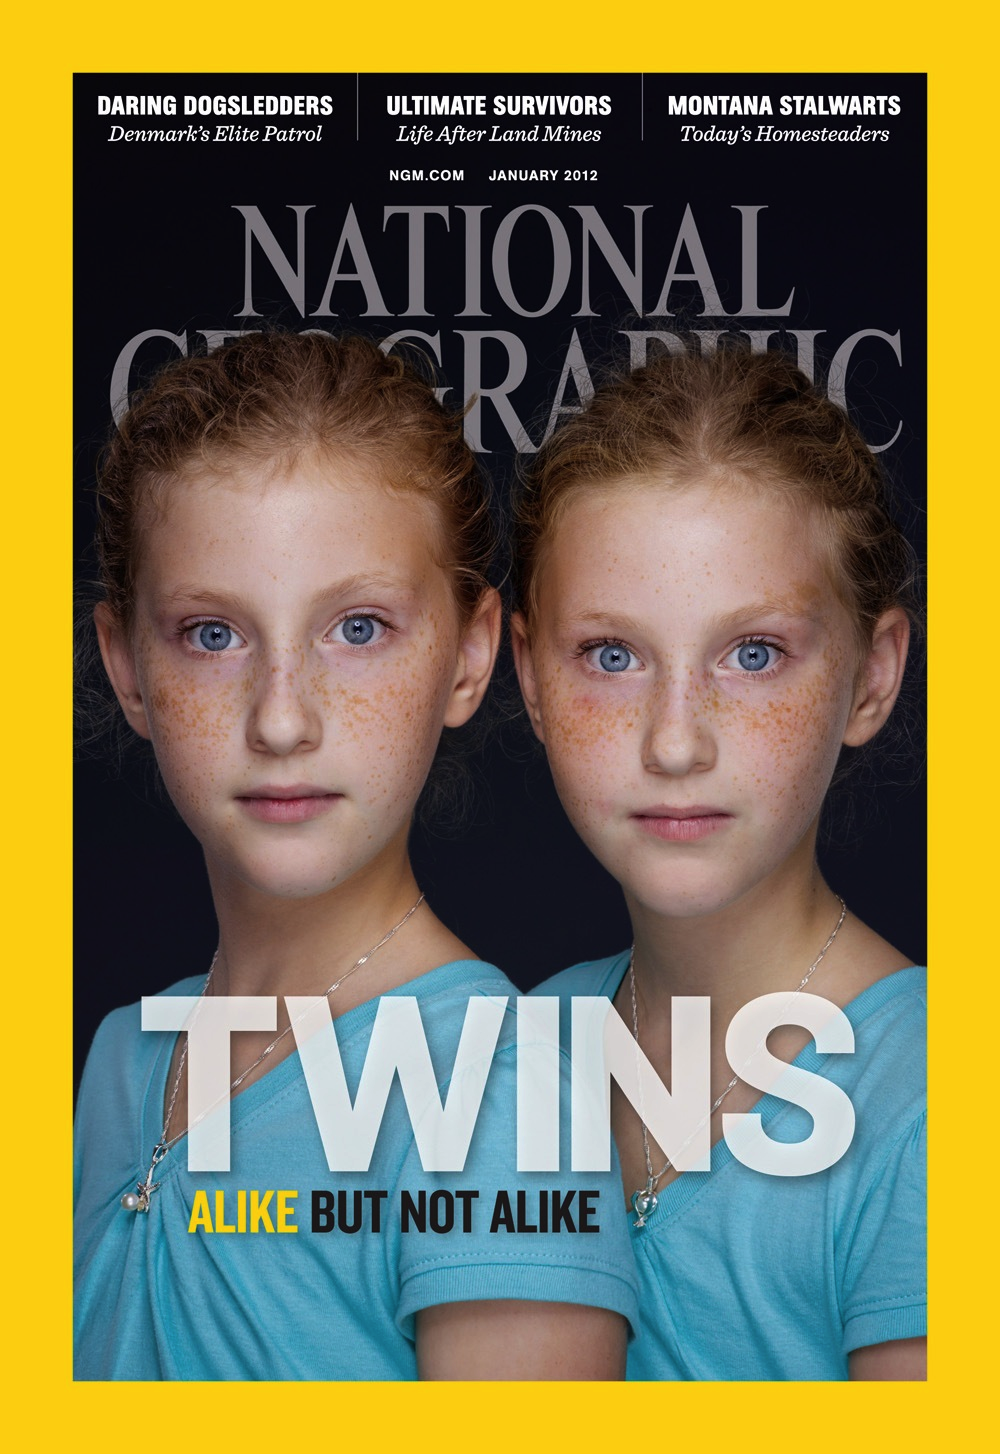 DARING DOGSLEDDERS
Denmark's Elite Patrol
ULTIMATE SURVIVORS
Life After Land Mines
MONTANA STALWARTS
Today's Homesteaders
NGM.COM JANUARY 2012
NATIONAL
GEOGRAPHIC
TWINS
ALIKE BUT NOT ALIKE